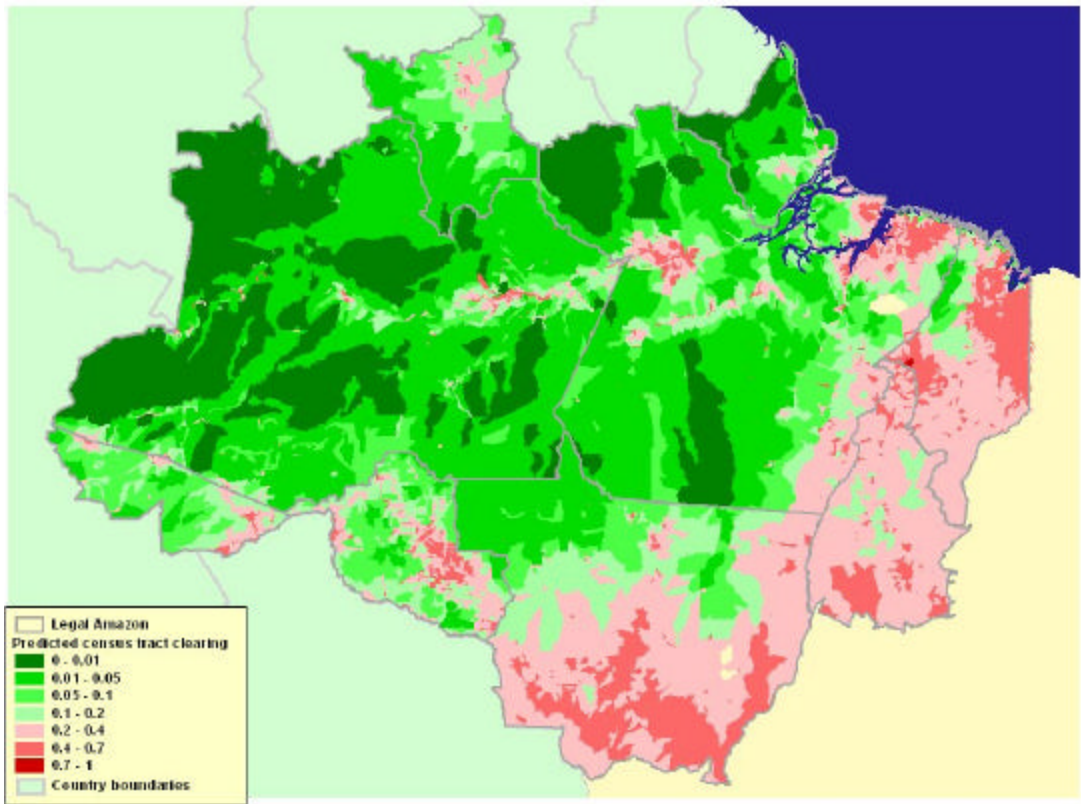 Legal Amazon
Predicted census tract clearing
0 - 0.01
0.01 - 0.05
0.05 - 0.1
0.1 - 0.2
0.2 - 0.4
0.4 - 0.7
0.7 - 1
Country boundaries